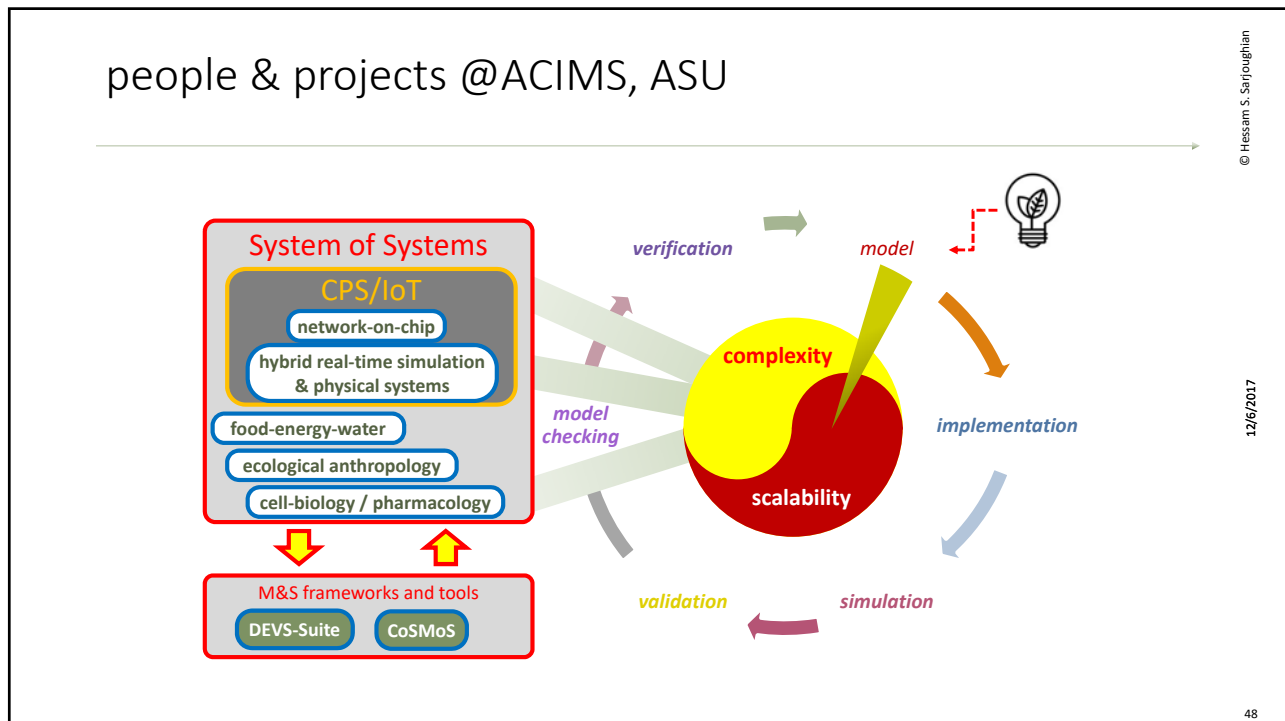 people & projects @ACIMS, ASU
© Hessam S. Sarjoughian
12/6/2017
System of Systems
CPS/IoT
network-on-chip
hybrid real-time simulation
& physical systems
food-energy-water
ecological anthropology
cell-biology / pharmacology
M&S frameworks and tools
DEVS-Suite
CoSMoS
verification
model
complexity
model
checking
implementation
scalability
validation
simulation
48